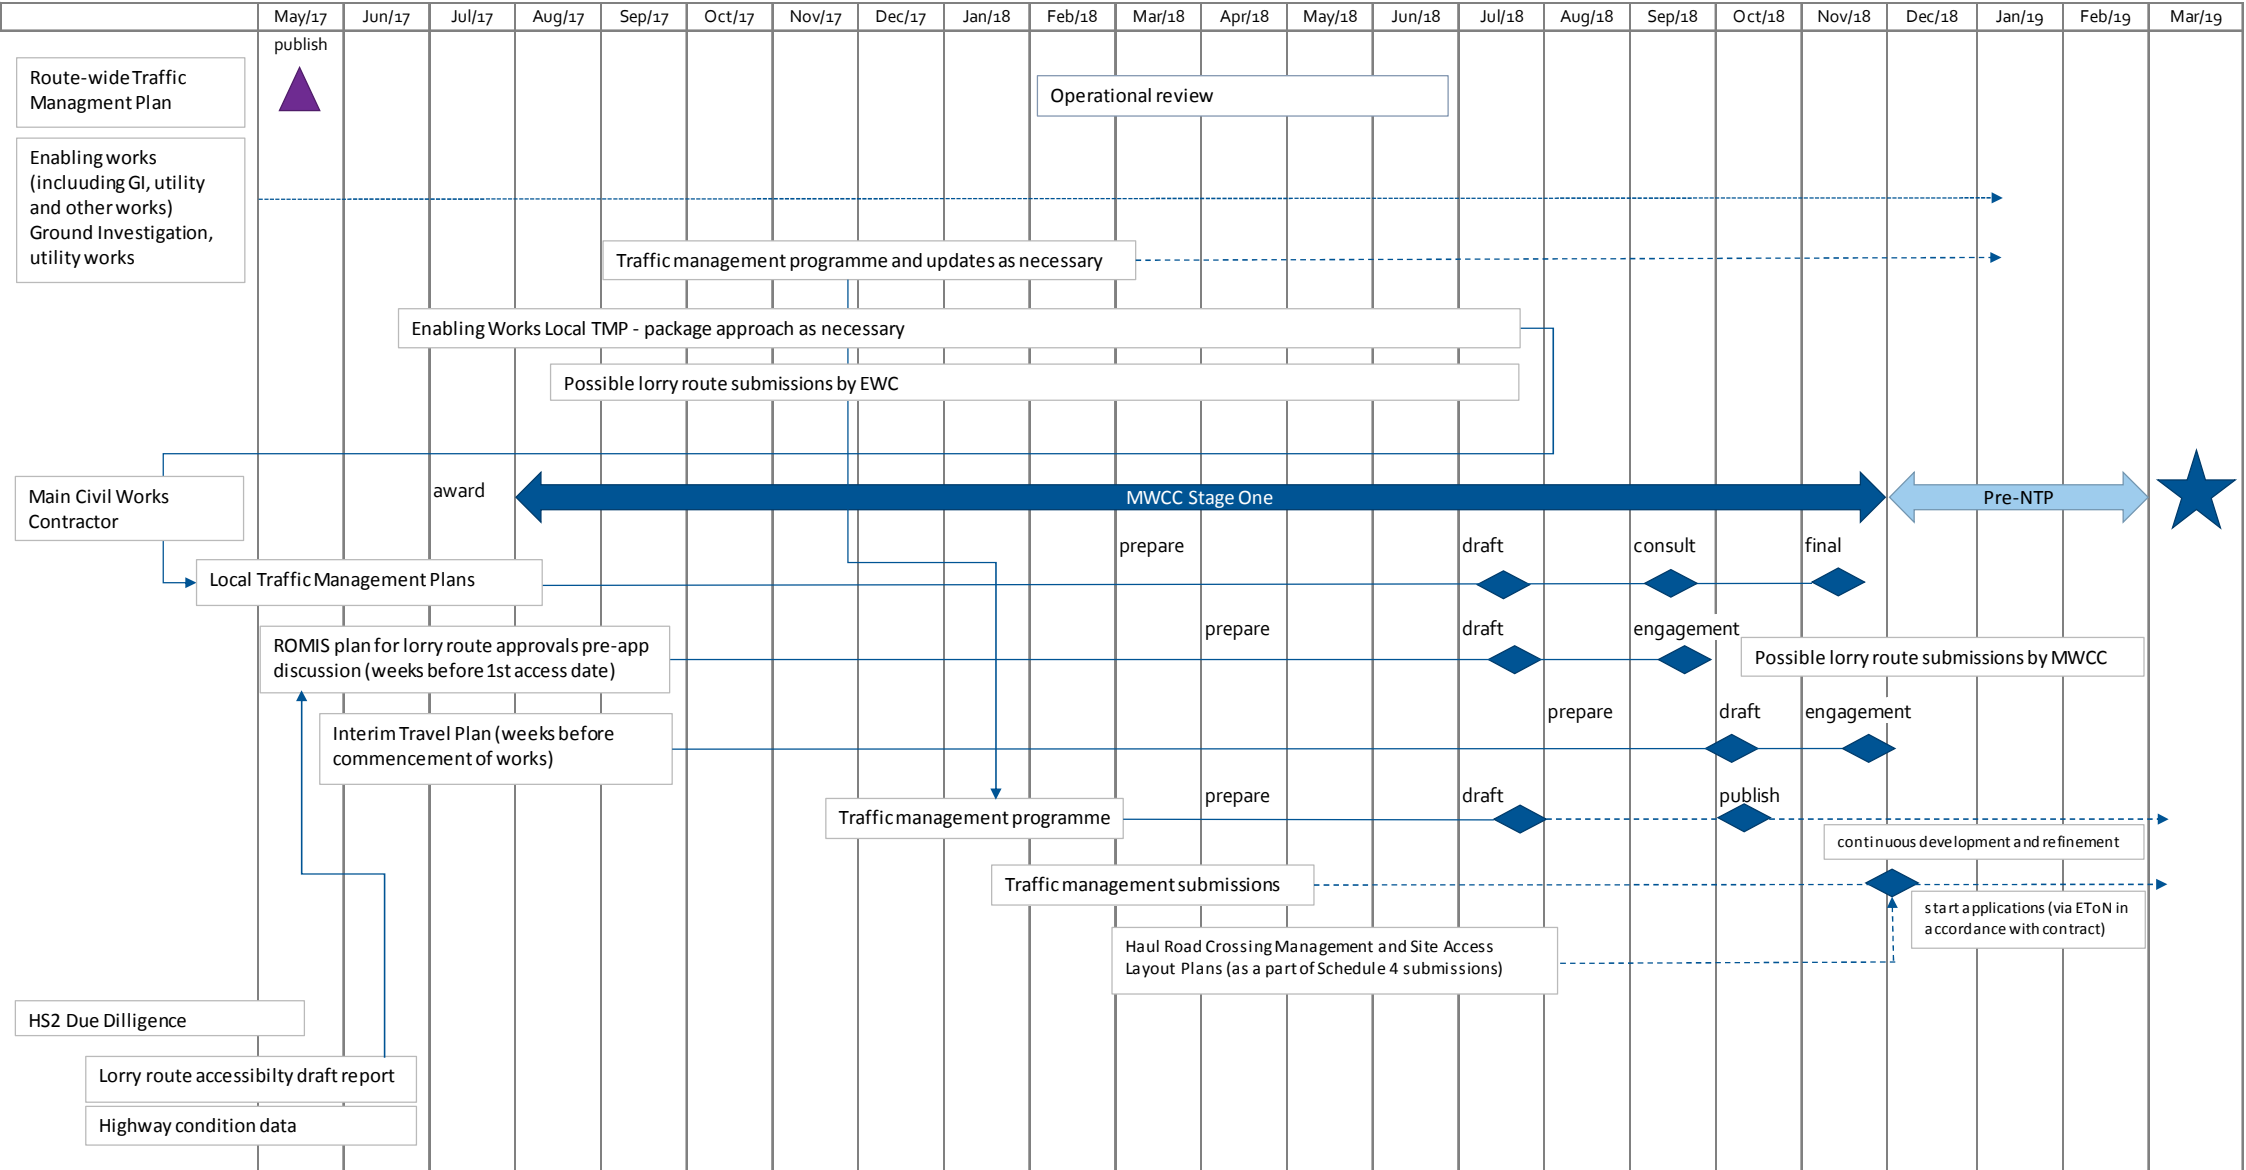 May/17 Jun/17 Jul/17 Aug/17 Sep/17 Oct/17 Nov/17 Dec/17 Jan/18 Feb/18 Mar/18 Apr/18 May/18 Jun/18 Jul/18 Aug/18 Sep/18 Oct/18 Nov/18 Dec/18 Jan/19 Feb/19 Mar/19
publish
Route-wide Traffic
Managment Plan
Operational review
Enabling works
(incluuding GI, utility
and other works)
Ground Investigation,
utility works
Traffic management programme and updates as necessary
Enabling Works Local TMP - package approach as necessary
Possible lorry route submissions by EWC
Main Civil Works
Contractor
award
MWCC Stage One
Pre-NTP
prepare draft consult final
Local Traffic Management Plans
prepare draft engagement
ROMIS plan for lorry route approvals pre-app
discussion (weeks before 1st access date)
Possible lorry route submissions by MWCC
prepare draft engagement
Interim Travel Plan (weeks before
commencement of works)
prepare draft publish
Traffic management programme
continuous development and refinement
Traffic management submissions
start applications (via EToN in
accordance with contract)
Haul Road Crossing Management and Site Access
Layout Plans (as a part of Schedule 4 submissions)
HS2 Due Dilligence
Lorry route accessibilty draft report
Highway condition data